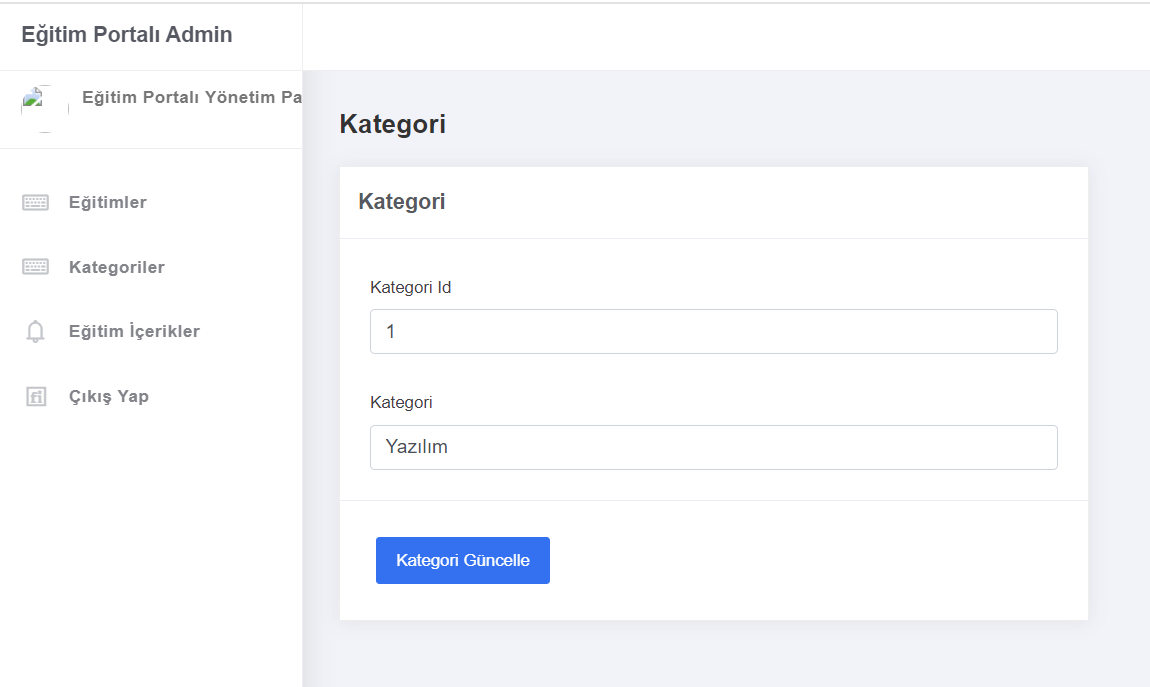 Eğitim Portalı Admin
Eğitim Portalı Yönetim Pa
Eğitimler
Kategoriler
Eğitim İçerikler
Çıkış Yap
Kategori
Kategori
Kategori Id
1
Kategori
Yazılım
Kategori Güncelle